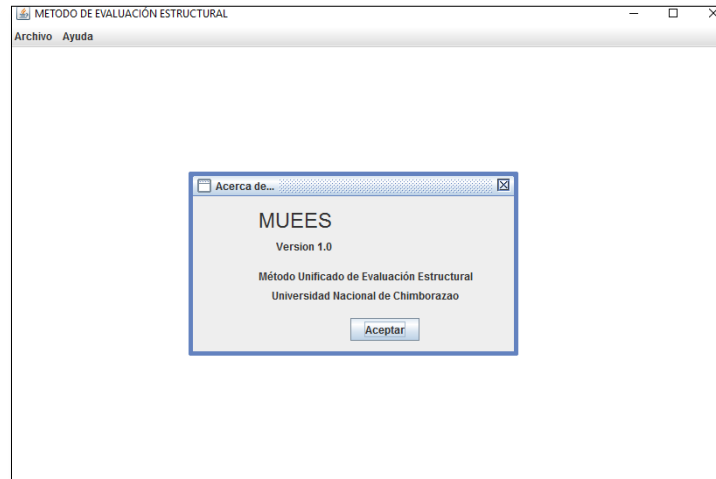 METODO DE EVALUACIÓN ESTRUCTURAL
Archivo Ayuda
Acerca de...
MUEES
Version 1.0
Método Unificado de Evaluación Estructural
Universidad Nacional de Chimborazao
Aceptar